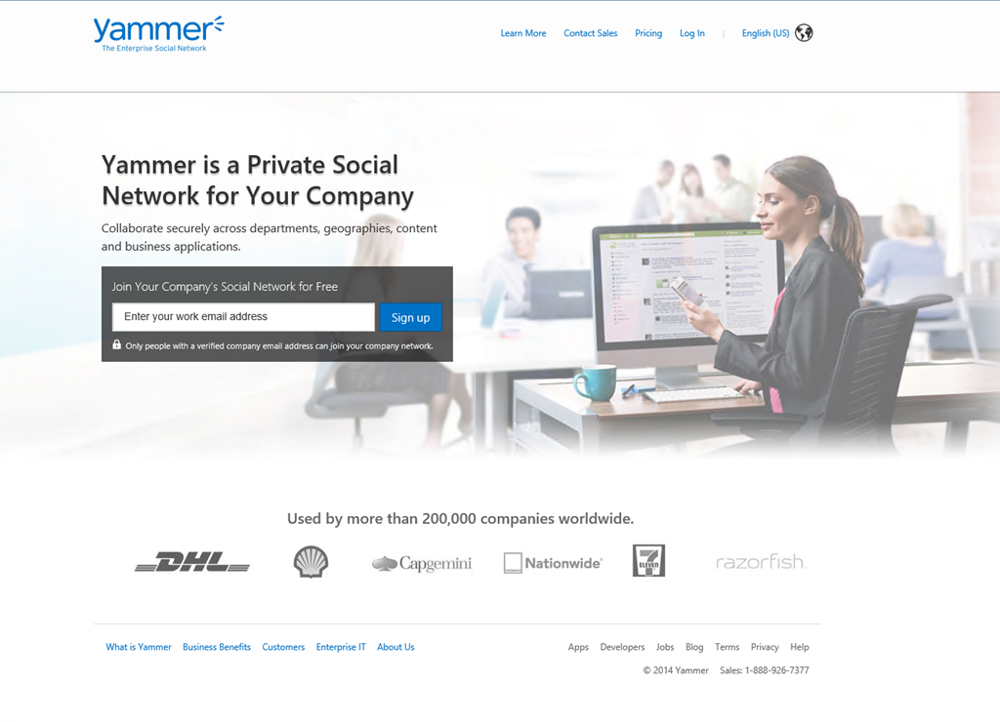 yammer
The Enterprise Social Network
Learn More
Contact Sales
Pricing
Log In
English (US)
Yammer is a Private Social
Network for Your Company
Collaborate securely across departments, geographies, content
and business applications.
Join Your Company's Social Network for Free
Enter your work email address
Sign up
Only people with a verified company email address can join your company network.
Used by more than 200,000 companies worldwide.
DHL
Capgemini
Nationwide®
7 ELEVEN
razorfish.
What is Yammer
Business Benefits
Customers
Enterprise IT
About Us
Apps
Developers
Jobs
Blog
Terms
Privacy
Help
© 2014 Yammer
Sales: 1-888-926-7377